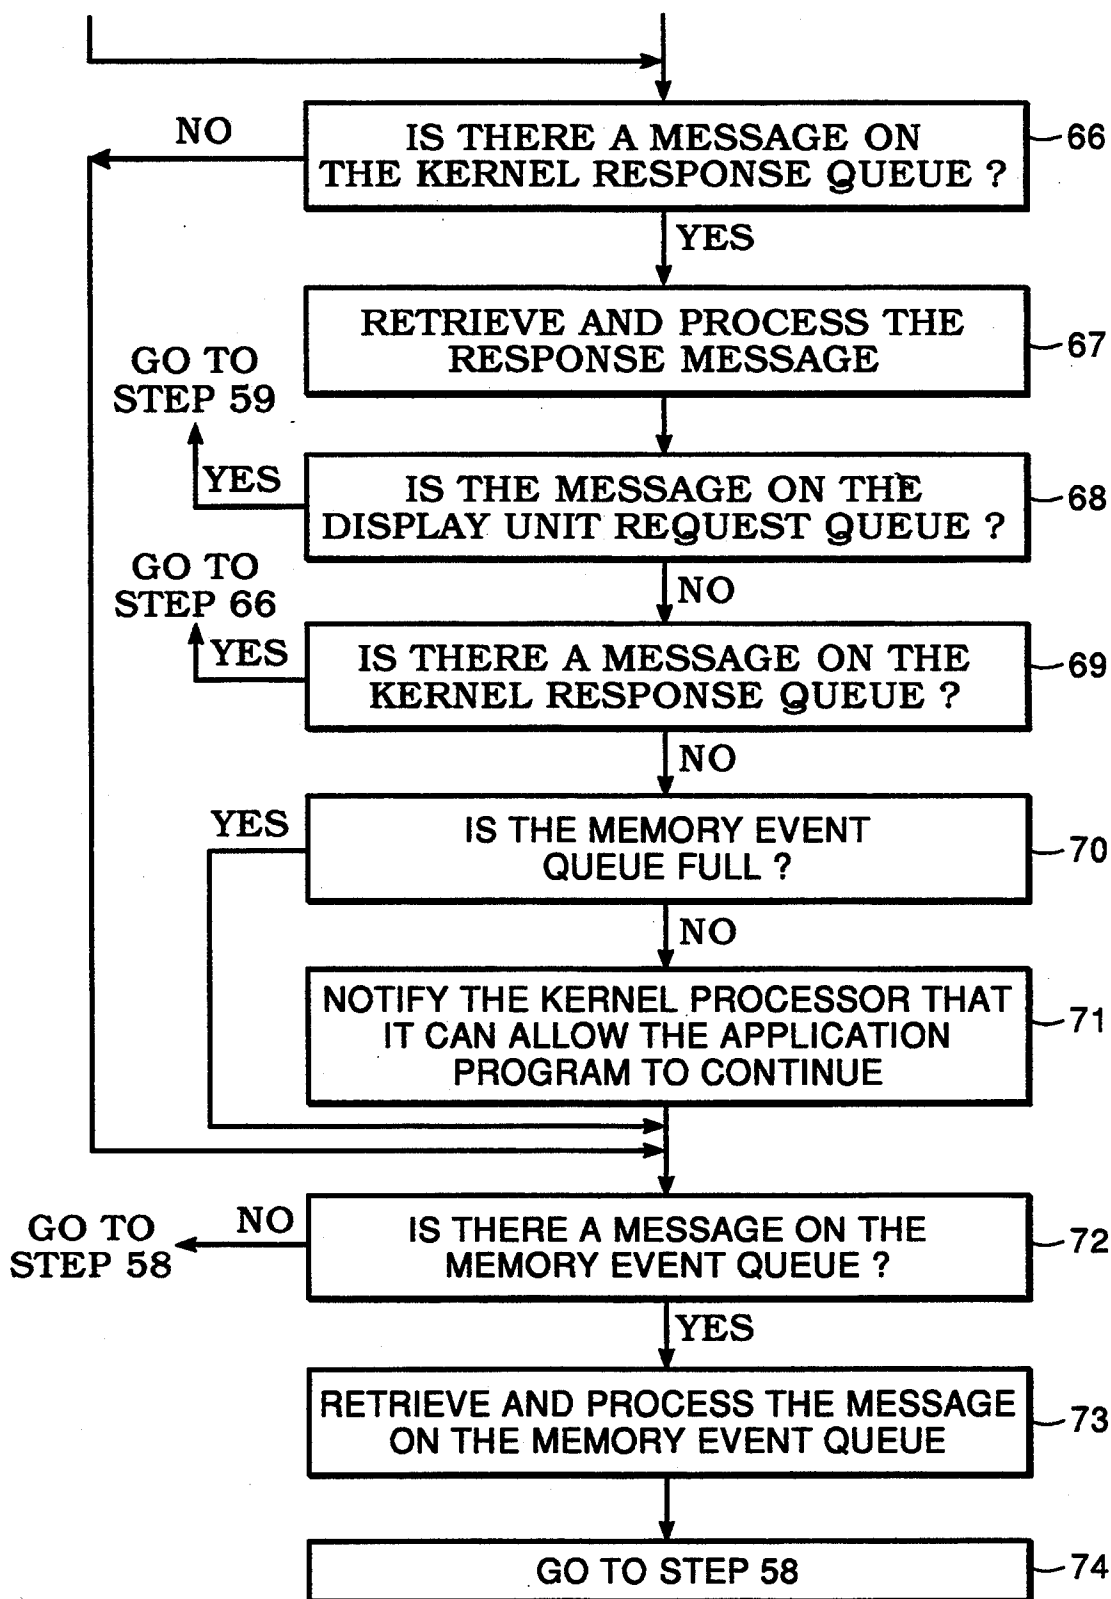 NO
IS THERE A MESSAGE ON
THE KERNEL RESPONSE QUEUE ?
66
YES
RETRIEVE AND PROCESS THE
RESPONSE MESSAGE
67
GO TO
STEP 59
YES
IS THE MESSAGE ON THE
DISPLAY UNIT REQUEST QUEUE ?
68
NO
GO TO
STEP 66
YES
IS THERE A MESSAGE ON THE
KERNEL RESPONSE QUEUE ?
69
NO
YES
IS THE MEMORY EVENT
QUEUE FULL ?
70
NO
NOTIFY THE KERNEL PROCESSOR THAT
IT CAN ALLOW THE APPLICATION
PROGRAM TO CONTINUE
71
GO TO
STEP 58
NO
IS THERE A MESSAGE ON THE
MEMORY EVENT QUEUE ?
72
YES
RETRIEVE AND PROCESS THE MESSAGE
ON THE MEMORY EVENT QUEUE
73
GO TO STEP 58
74